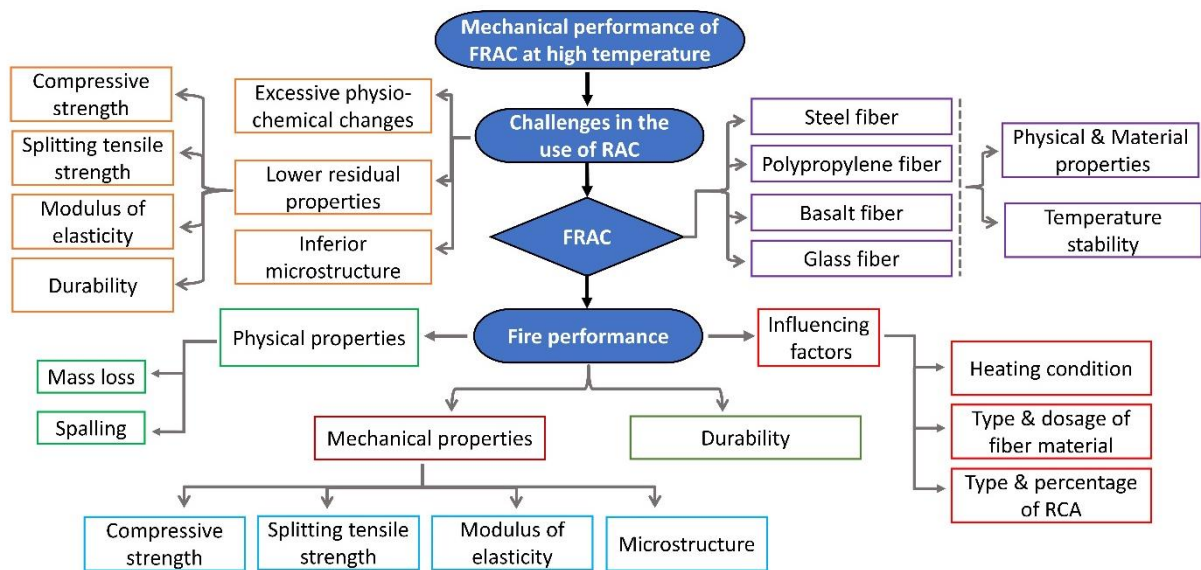 Mechanical performance of
FRAC at high temperature
Compressive
strength
Splitting tensile
strength
Modulus of
elasticity
Durability
Excessive physio-
chemical changes
Lower residual
properties
Inferior
microstructure
Challenges in the
use of RAC
FRAC
Steel fiber
Polypropylene fiber
Basalt fiber
Glass fiber
Physical & Material
properties
Temperature
stability
Fire performance
Physical properties
Mass loss
Spalling
Influencing
factors
Heating condition
Type & dosage of
fiber material
Type & percentage
of RCA
Mechanical properties
Durability
Compressive
strength
Splitting tensile
strength
Modulus of
elasticity
Microstructure